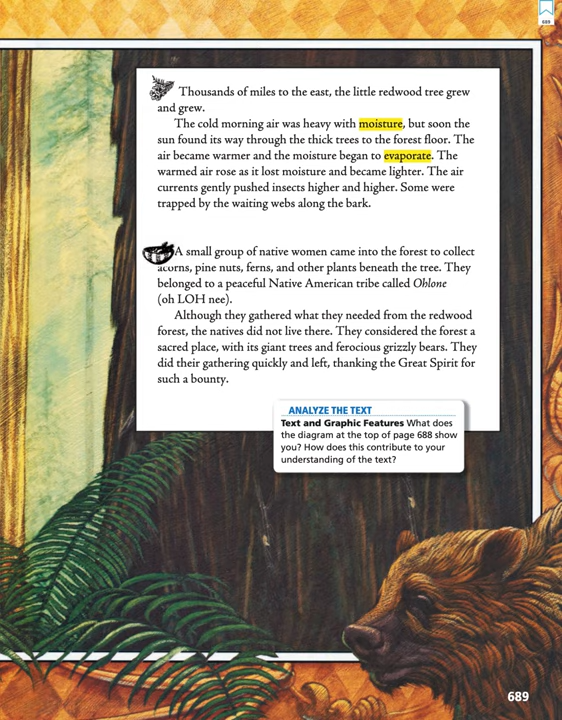 689
Thousands of miles to the east, the little redwood tree grew
and grew.
The cold morning air was heavy with moisture, but soon the
sun found its way through the thick trees to the forest floor. The
air became warmer and the moisture began to evaporate. The
warmed air rose as it lost moisture and became lighter. The air
currents gently pushed insects higher and higher. Some were
trapped by the waiting webs along the bark.
A small group of native women came into the forest to collect
acorns, pine nuts, ferns, and other plants beneath the tree. They
belonged to a peaceful Native American tribe called Ohlone
(oh LOH nee).
Although they gathered what they needed from the redwood
forest, the natives did not live there. They considered the forest a
sacred place, with its giant trees and ferocious grizzly bears. They
did their gathering quickly and left, thanking the Great Spirit for
such a bounty.
ANALYZE THE TEXT
Text and Graphic Features What does
the diagram at the top of page 688 show
you? How does this contribute to your
understanding of the text?
689